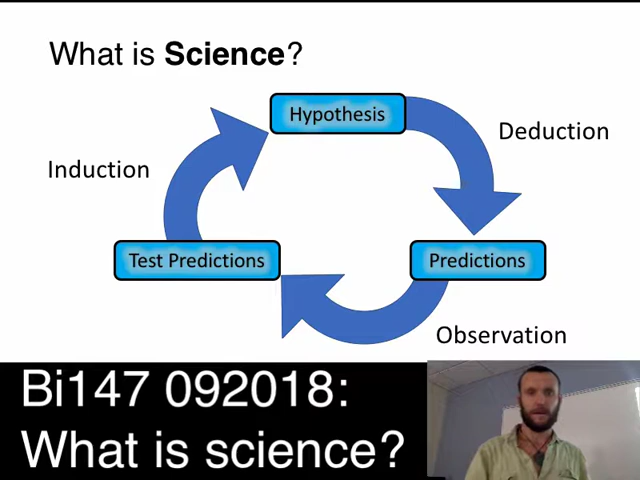 What is Science?
Hypothesis
Deduction
Induction
Test Predictions
Predictions
Observation
Bi147 092018:
What is science?